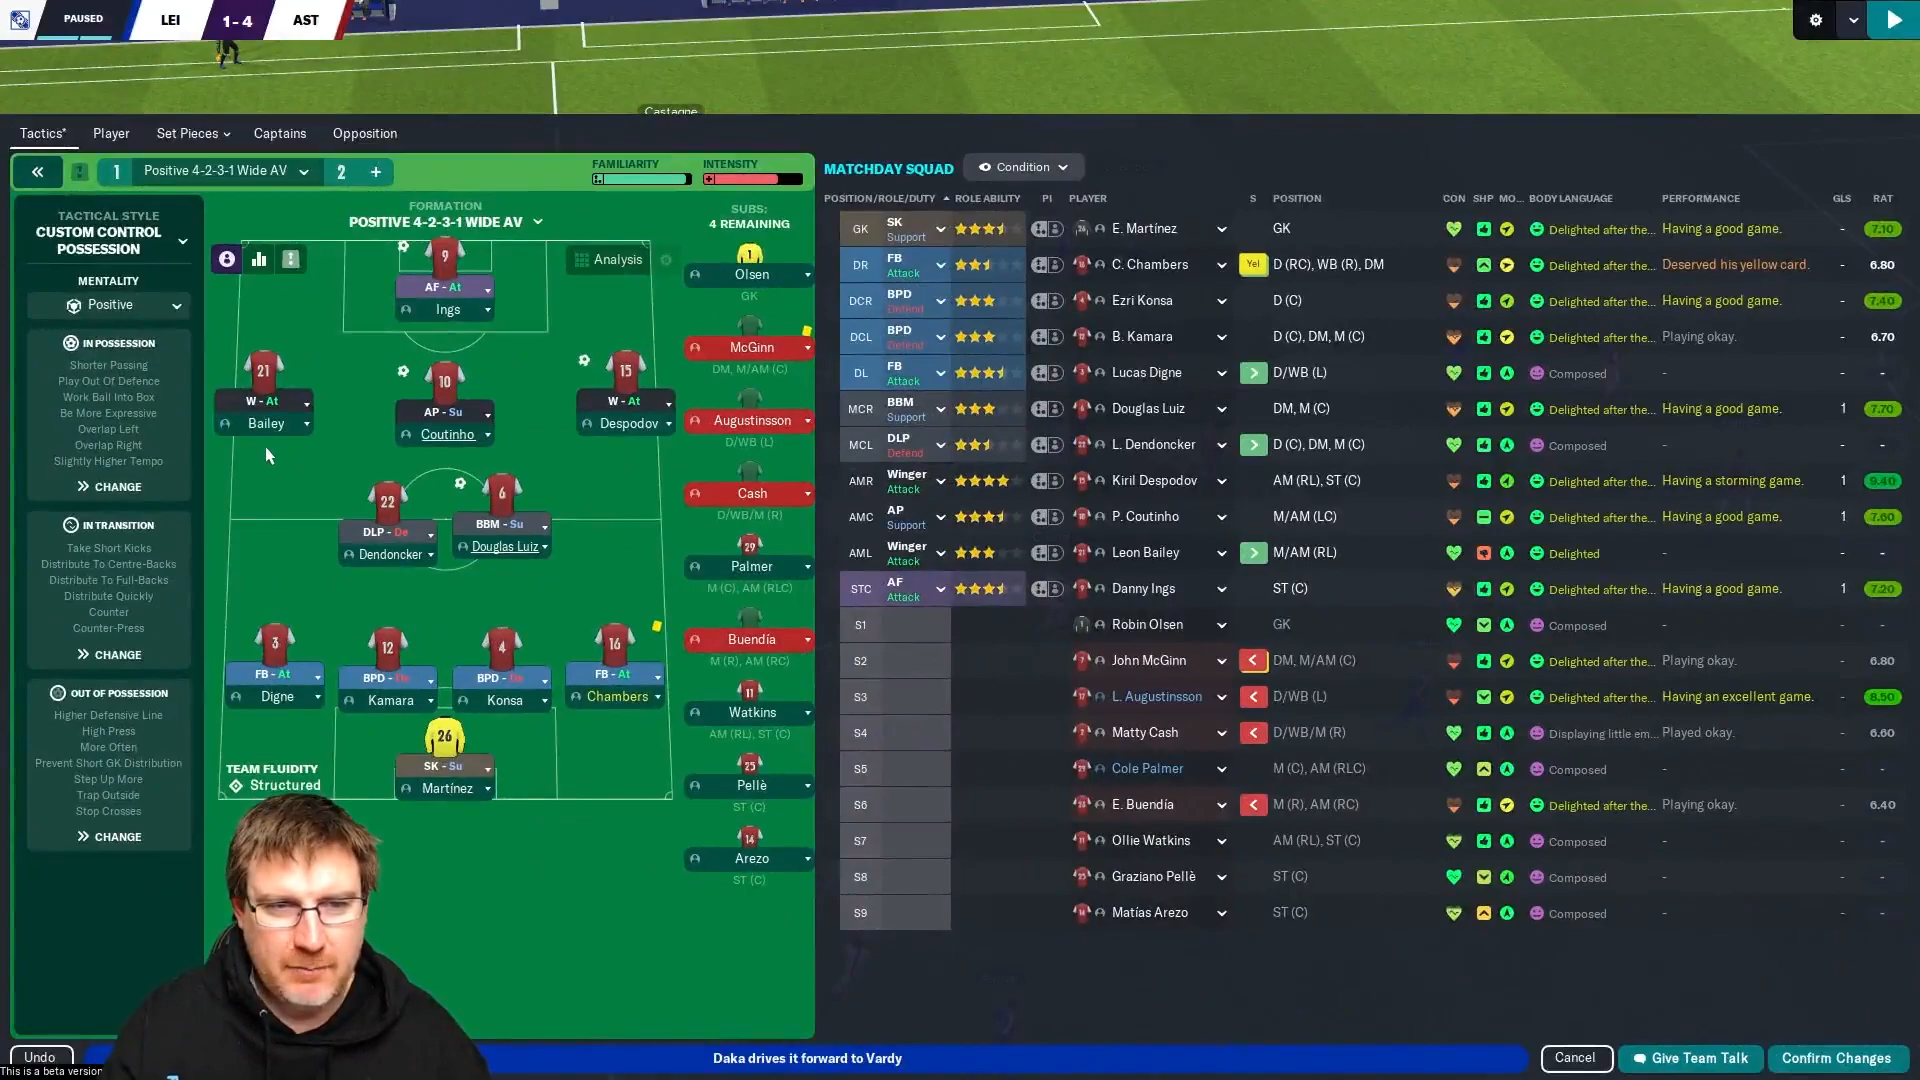 PAUSED
LEI
1 - 4
AST
Castagne
Tactics*
Player
Set Pieces
Captains
Opposition
1
Positive 4-2-3-1 Wide AV
2
+
FAMILIARITY
INTENSITY
TACTICAL STYLE
CUSTOM CONTROL
POSSESSION
MENTALITY
Positive
IN POSSESSION
Shorter Passing
Play Out Of Defence
Work Ball Into Box
Be More Expressive
Overlap Left
Overlap Right
Slightly Higher Tempo
CHANGE
IN TRANSITION
Take Short Kicks
Distribute To Centre-Backs
Distribute To Full-Backs
Distribute Quickly
Counter
Counter-Press
CHANGE
OUT OF POSSESSION
Higher Defensive Line
High Press
More Often
Prevent Short GK Distribution
Step Up More
Trap Outside
Stop Crosses
CHANGE
FORMATION
POSITIVE 4-2-3-1 WIDE AV
Analysis
9
AF - At
Ings
21
W - At
Bailey
10
AP - Su
Coutinho
15
W - At
Despodov
22
DLP - De
Dendoncker
6
BBM - Su
Douglas Luiz
3
FB - At
Digne
12
BPD - De
Kamara
4
BPD - De
Konsa
16
FB - At
Chambers
26
SK - Su
Martínez
TEAM FLUIDITY
Structured
SUBS:
4 REMAINING
1
Olsen
GK
McGinn
DM, M/AM (C)
Augustinsson
D/WB (L)
Cash
D/WB/M (R)
29
Palmer
M (C), AM (RLC)
Buendía
M (R), AM (RC)
11
Watkins
AM (RL), ST (C)
25
Pellè
ST (C)
14
Arezo
ST (C)
MATCHDAY SQUAD
Condition
POSITION/ROLE/DUTY ROLE ABILITY PI PLAYER S POSITION CON SHP MO... BODY LANGUAGE PERFORMANCE GLS RAT
GK SK Support E. Martínez GK Delighted after the... Having a good game. - 7.10
DR FB Attack C. Chambers Yel D (RC), WB (R), DM Delighted after the... Deserved his yellow card. - 6.80
DCR BPD Defend Ezri Konsa D (C) Delighted after the... Having a good game. - 7.40
DCL BPD Defend B. Kamara D (C), DM, M (C) Delighted after the... Playing okay. - 6.70
DL FB Attack Lucas Digne D/WB (L) Composed - - -
MCR BBM Support Douglas Luiz DM, M (C) Delighted after the... Having a good game. 1 7.70
MCL DLP Defend L. Dendoncker D (C), DM, M (C) Composed - - -
AMR Winger Attack Kiril Despodov AM (RL), ST (C) Delighted after the... Having a storming game. 1 9.40
AMC AP Support P. Coutinho M/AM (LC) Delighted after the... Having a good game. 1 7.60
AML Winger Attack Leon Bailey M/AM (RL) Delighted - - -
STC AF Attack Danny Ings ST (C) Delighted after the... Having a good game. 1 7.20
S1 Robin Olsen GK Composed - - -
S2 John McGinn DM, M/AM (C) Delighted after the... Playing okay. - 6.80
S3 L. Augustinsson D/WB (L) Delighted after the... Having an excellent game. - 8.50
S4 Matty Cash D/WB/M (R) Displaying little em... Played okay. - 6.60
S5 Cole Palmer M (C), AM (RLC) Composed - - -
S6 E. Buendía M (R), AM (RC) Delighted after the... Playing okay. - 6.40
S7 Ollie Watkins AM (RL), ST (C) Composed - - -
S8 Graziano Pellè ST (C) Composed - - -
S9 Matías Arezo ST (C) Composed - - -
Undo
This is a beta version
Daka drives it forward to Vardy
Cancel
Give Team Talk
Confirm Changes